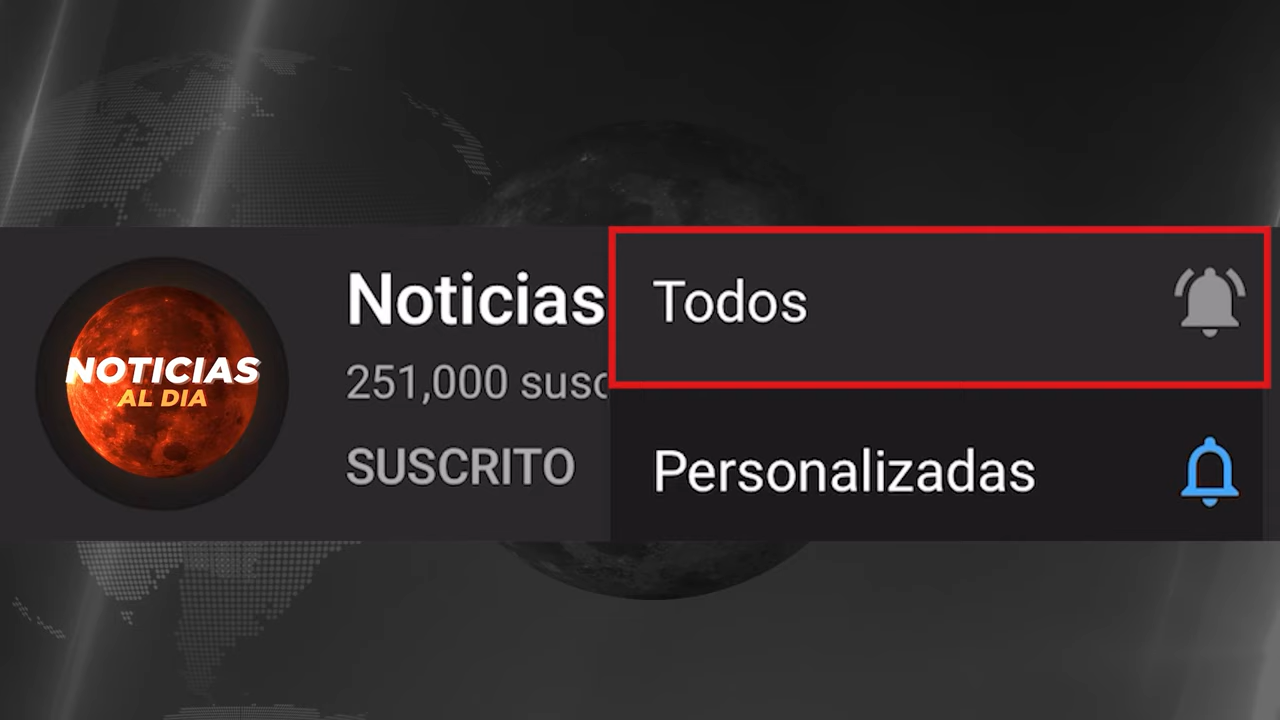 NOTICIAS
AL DIA
Noticias
251,000 susc
SUSCRITO
Todos
Personalizadas